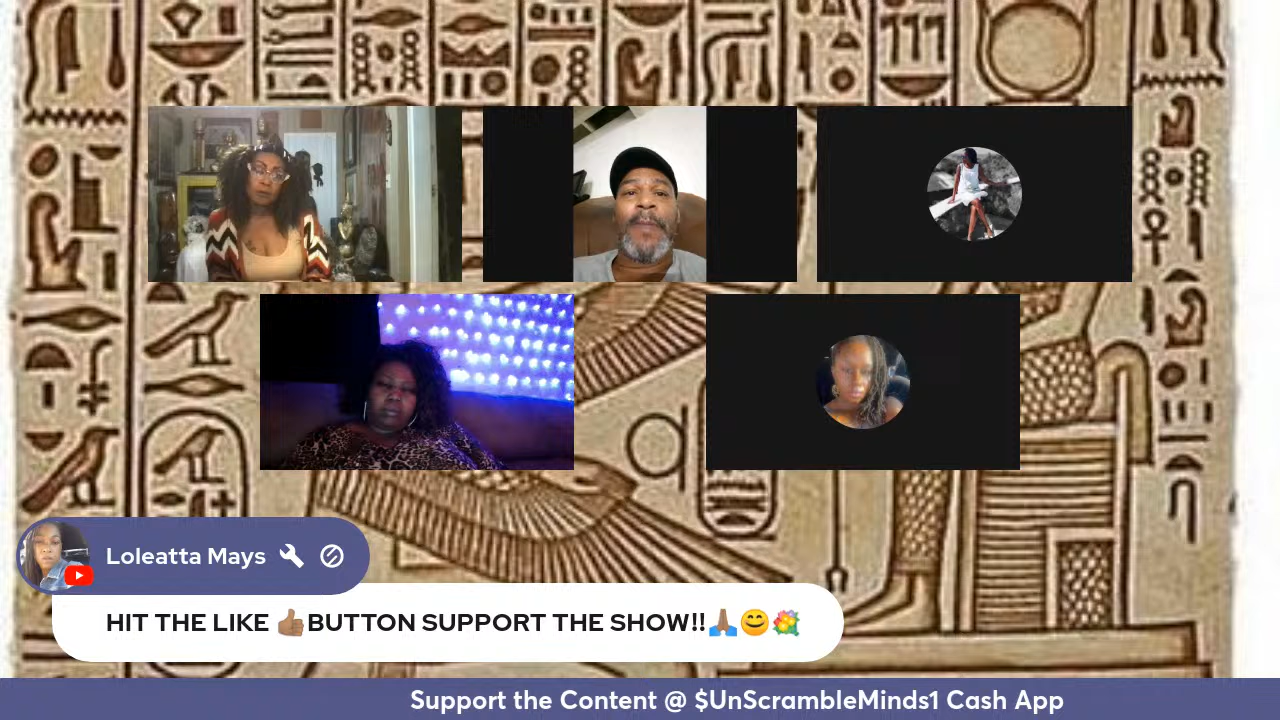 Loleatta Mays
HIT THE LIKE 👍🏽BUTTON SUPPORT THE SHOW!!🙏🏽😊💐
Support the Content @ $UnScrambleMinds1 Cash App